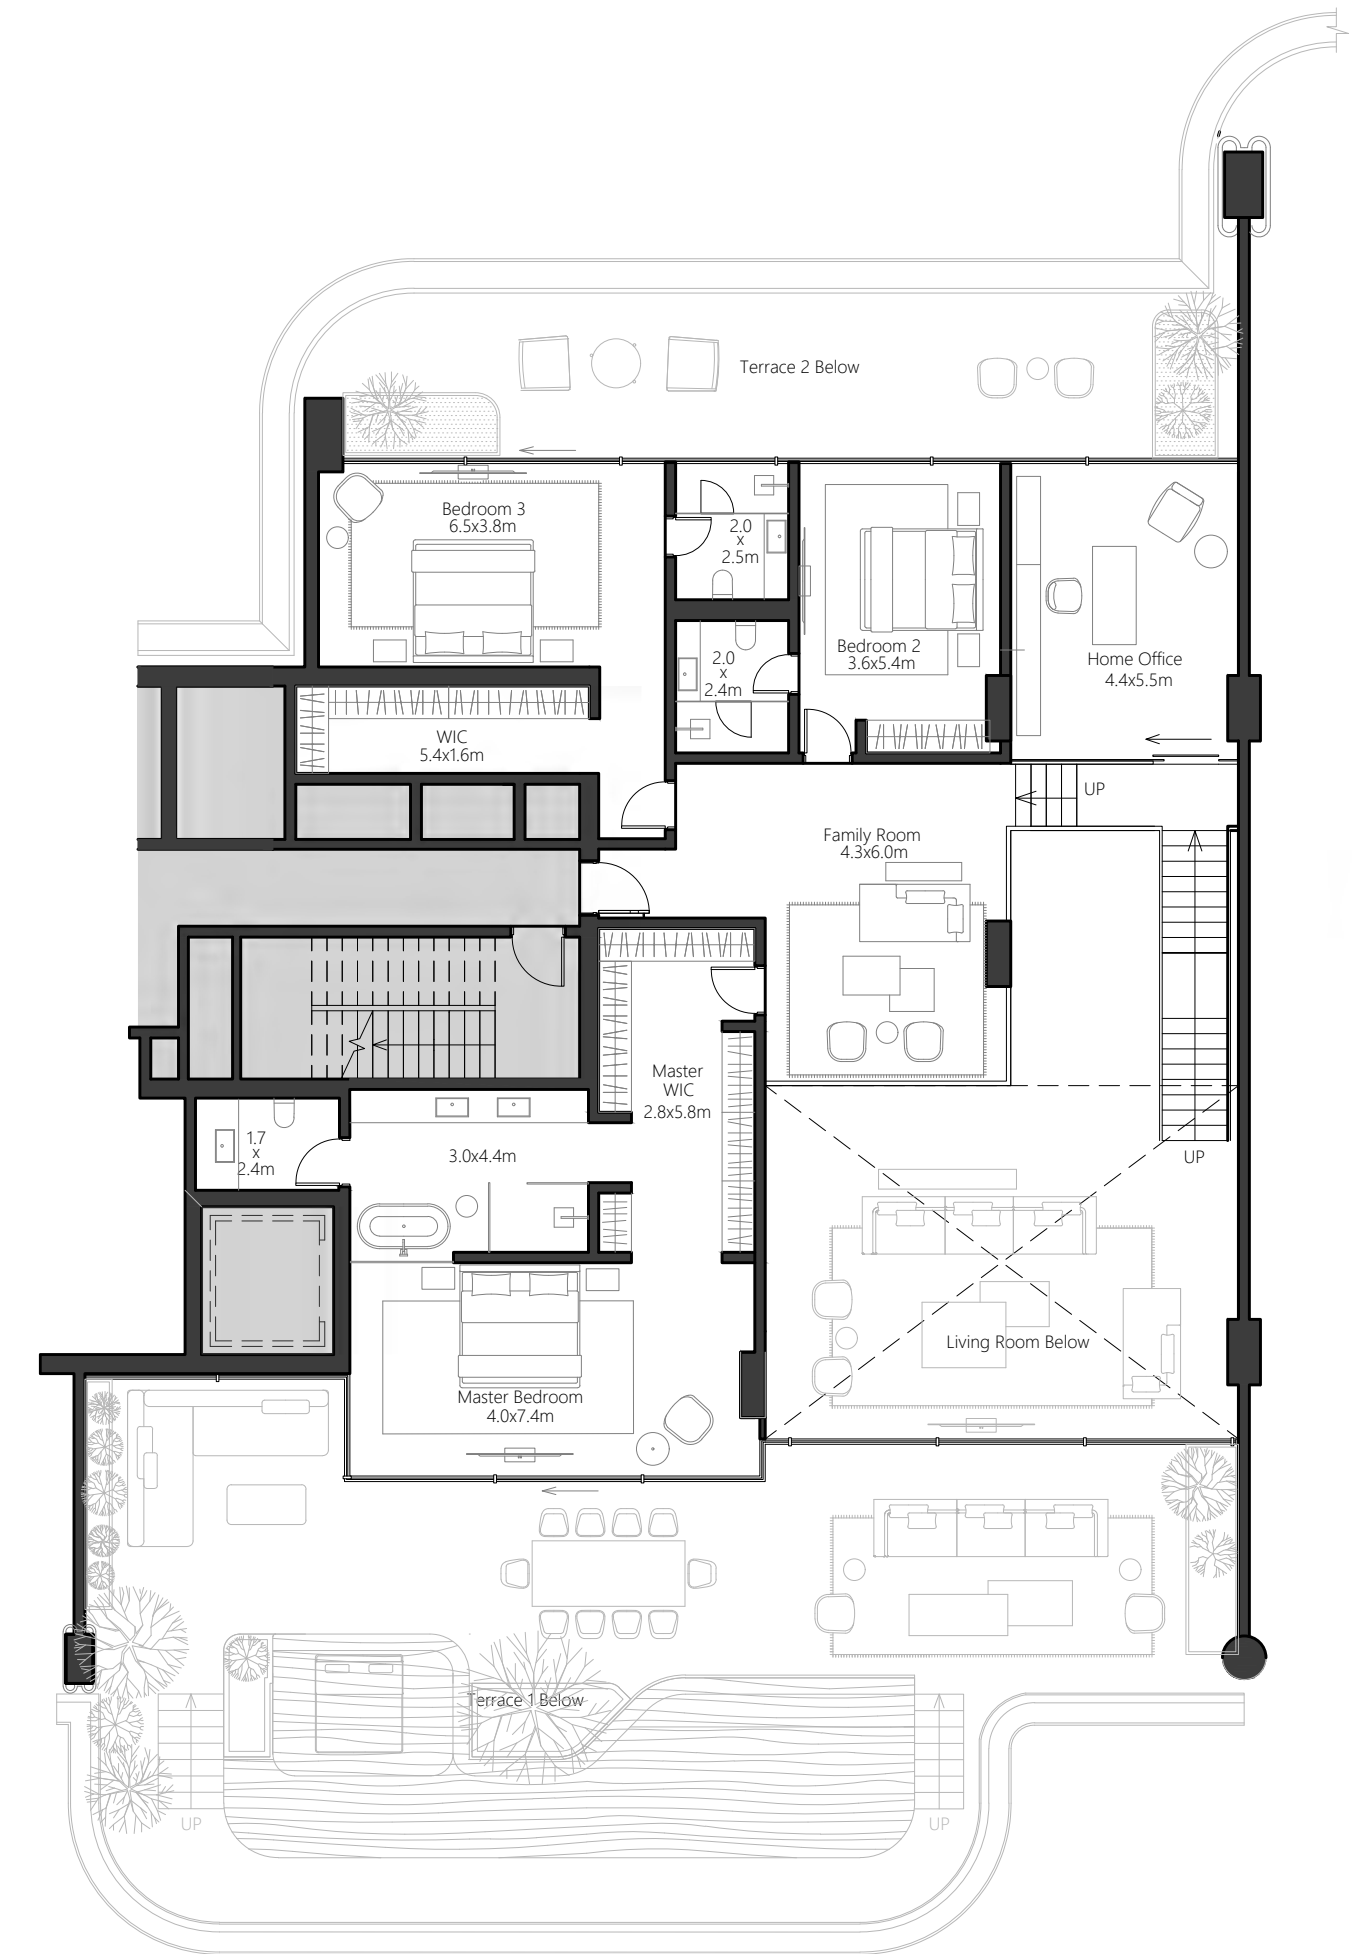 Terrace 2 Below
Bedroom 3
6.5x3.8m
2.0
x
2.5m
Bedroom 2
3.6x5.4m
2.0
x
2.4m
Home Office
4.4x5.5m
WIC
5.4x1.6m
UP
Family Room
4.3x6.0m
Master
WIC
2.8x5.8m
1.7
x
2.4m
3.0x4.4m
UP
Living Room Below
Master Bedroom
4.0x7.4m
Terrace 1 Below
UP
UP